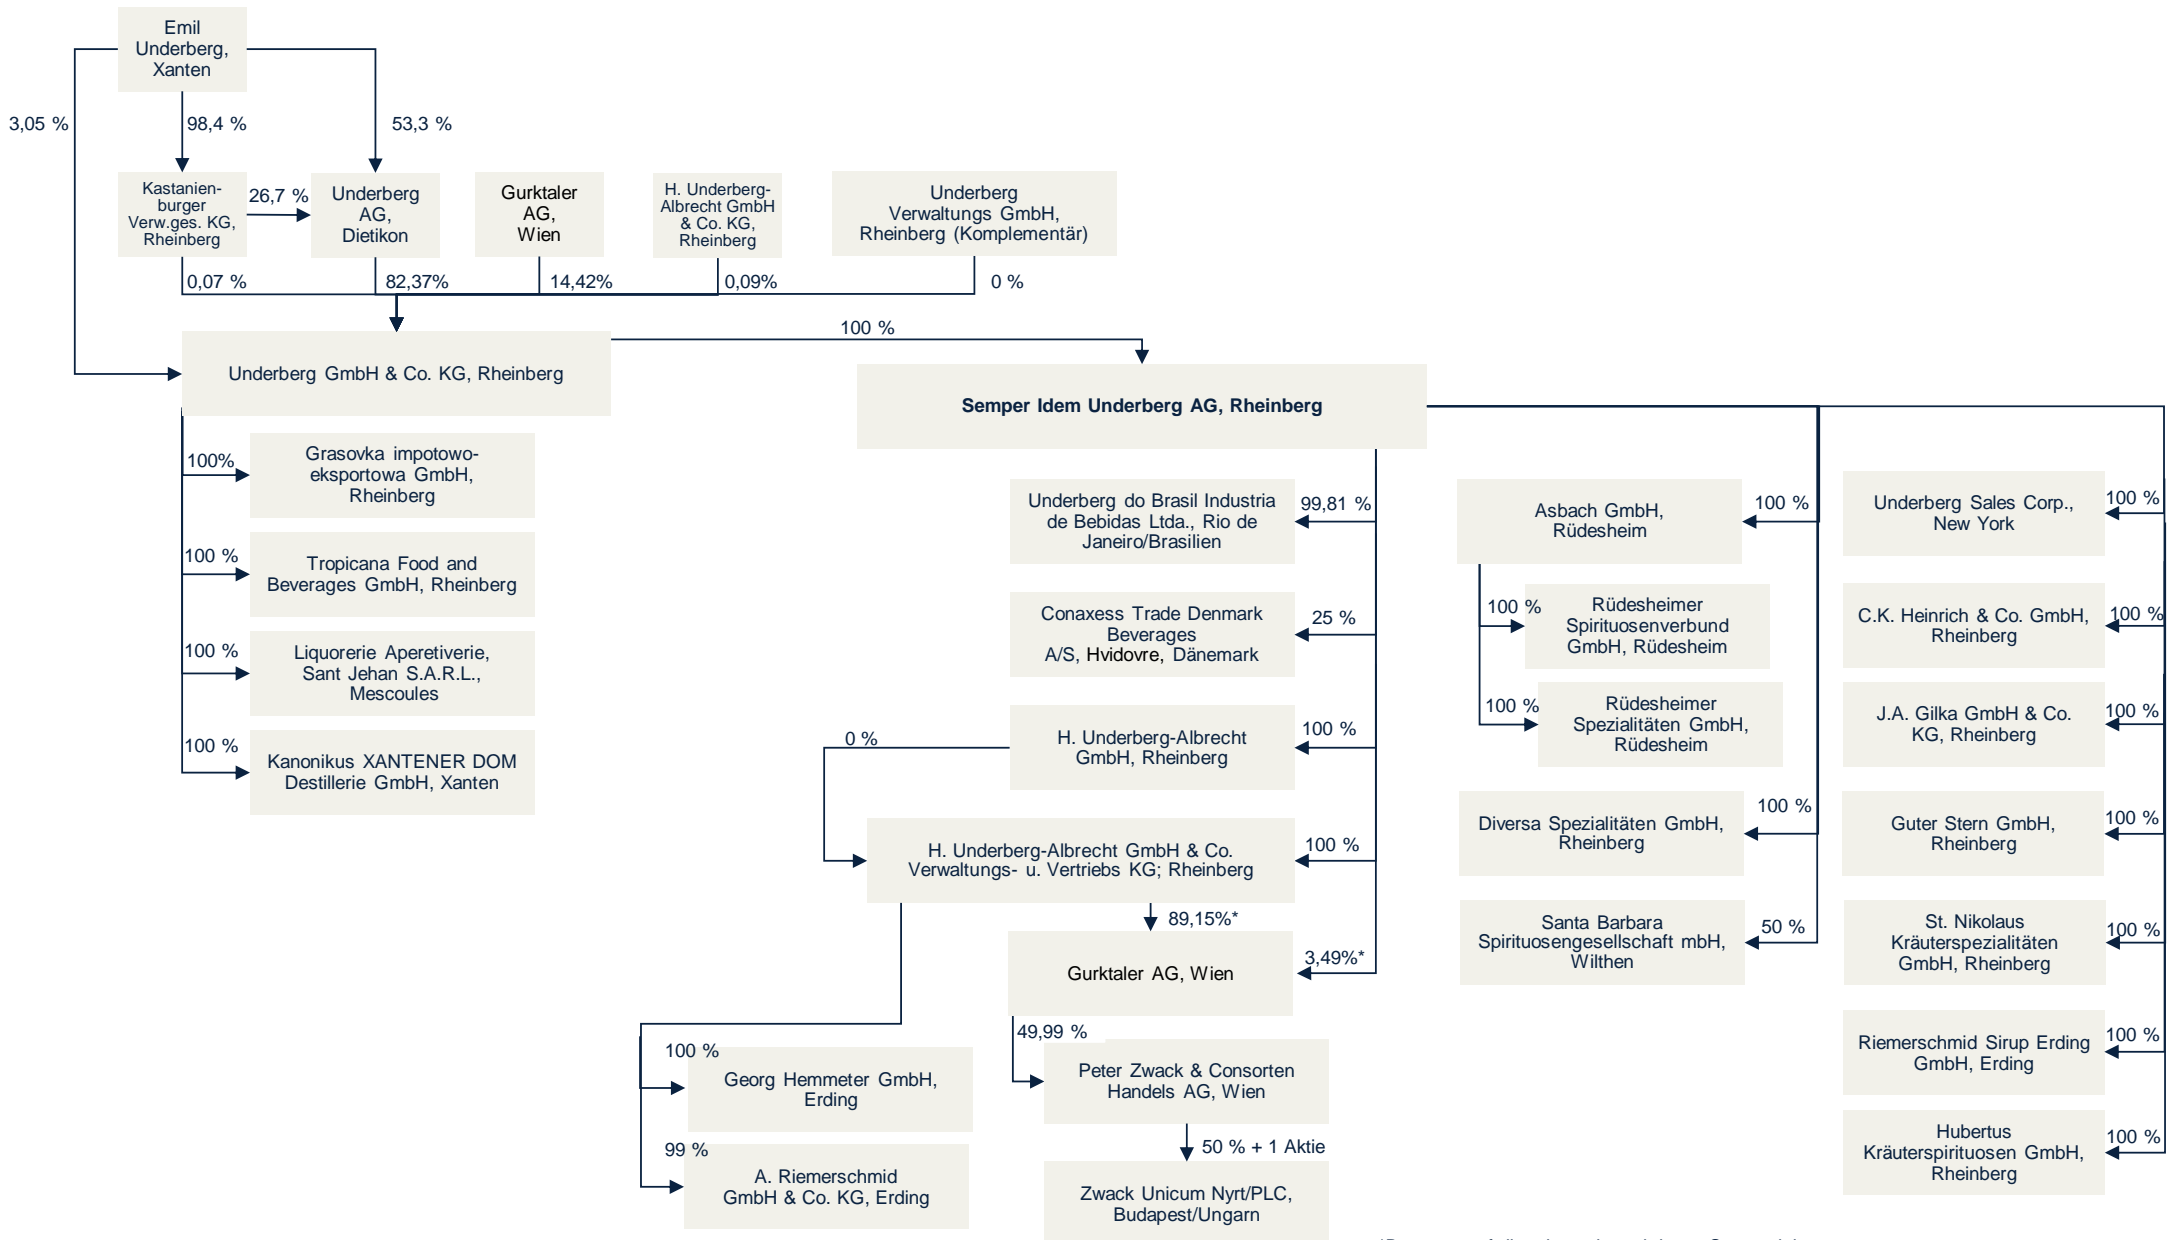 Emil
Underberg,
Xanten
3,05 %
98,4 %
53,3 %
Kastanien-
burger
Verw.ges. KG,
Rheinberg
26,7 %
Underberg
AG,
Dietikon
Gurktaler
AG,
Wien
H. Underberg-
Albrecht GmbH
& Co. KG,
Rheinberg
Underberg
Verwaltungs GmbH,
Rheinberg (Komplementär)
0,07 %
82,37%
14,42%
0,09%
0 %
100 %
Underberg GmbH & Co. KG, Rheinberg
Semper Idem Underberg AG, Rheinberg
100%
Grasovka impotowo-
eksportowa GmbH,
Rheinberg
100 %
Tropicana Food and
Beverages GmbH, Rheinberg
100 %
Liquorerie Aperetiverie,
Sant Jehan S.A.R.L.,
Mescoules
100 %
Kanonikus XANTENER DOM
Destillerie GmbH, Xanten
Underberg do Brasil Industria
de Bebidas Ltda., Rio de
Janeiro/Brasilien
99,81 %
Conaxess Trade Denmark
Beverages
A/S, Hvidovre, Dänemark
25 %
H. Underberg-Albrecht
GmbH, Rheinberg
100 %
0 %
H. Underberg-Albrecht GmbH & Co.
Verwaltungs- u. Vertriebs KG; Rheinberg
100 %
89,15%*
Gurktaler AG, Wien
3,49%*
49,99 %
100 %
Georg Hemmeter GmbH,
Erding
99 %
A. Riemerschmid
GmbH & Co. KG, Erding
Peter Zwack & Consorten
Handels AG, Wien
50 % + 1 Aktie
Zwack Unicum Nyrt/PLC,
Budapest/Ungarn
Asbach GmbH,
Rüdesheim
100 %
100 %
Rüdesheimer
Spirituosenverbund
GmbH, Rüdesheim
100 %
Rüdesheimer
Spezialitäten GmbH,
Rüdesheim
Diversa Spezialitäten GmbH,
Rheinberg
100 %
Santa Barbara
Spirituosengesellschaft mbH,
Wilthen
50 %
Underberg Sales Corp.,
New York
100 %
C.K. Heinrich & Co. GmbH,
Rheinberg
100 %
J.A. Gilka GmbH & Co.
KG, Rheinberg
100 %
Guter Stern GmbH,
Rheinberg
100 %
St. Nikolaus
Kräuterspezialitäten
GmbH, Rheinberg
100 %
Riemerschmid Sirup Erding
GmbH, Erding
100 %
Hubertus
Kräuterspirituosen GmbH,
Rheinberg
100 %